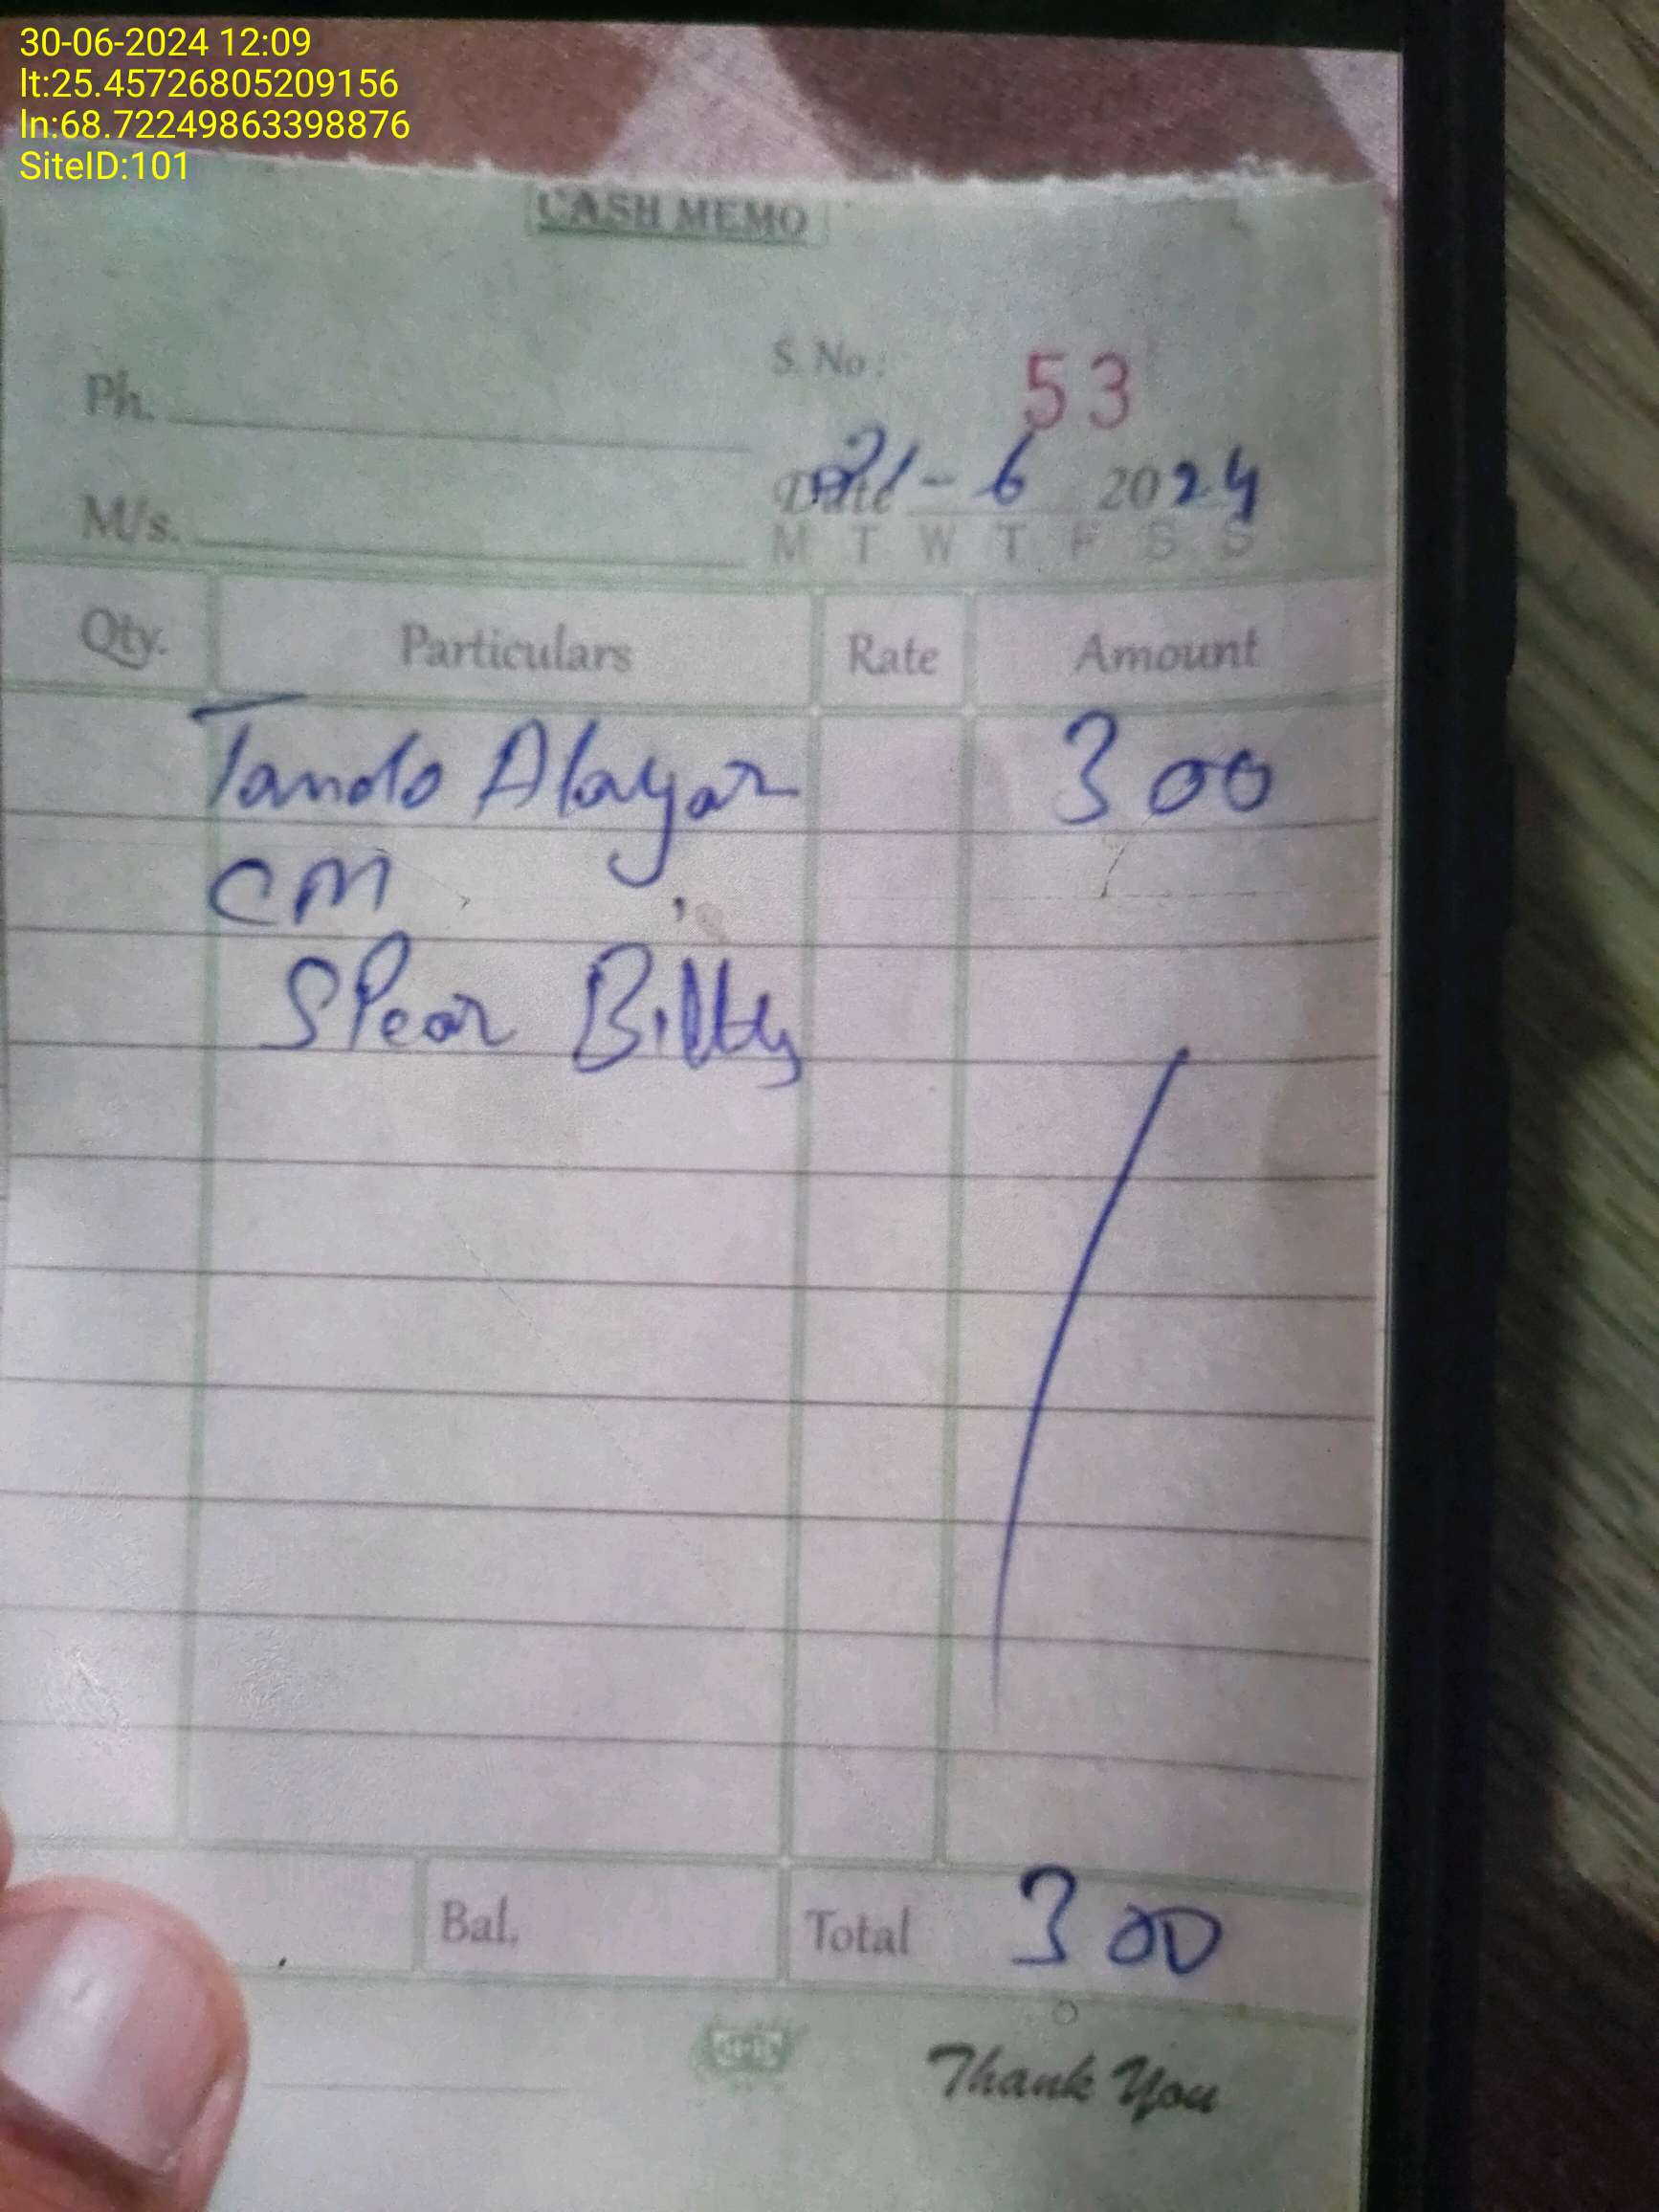 30-06-2024 12:09
lt:25.45726805209156
ln:68.72249863398876
SiteID:101
CASH MEMO
S. No : 53
Ph.
Date 21-6 2024
M/s.
M T W T F S S
Qty. Particulars Rate Amount
Tando Alayar 300
CM
SPear Billty
Bal. Total 300
Thank You